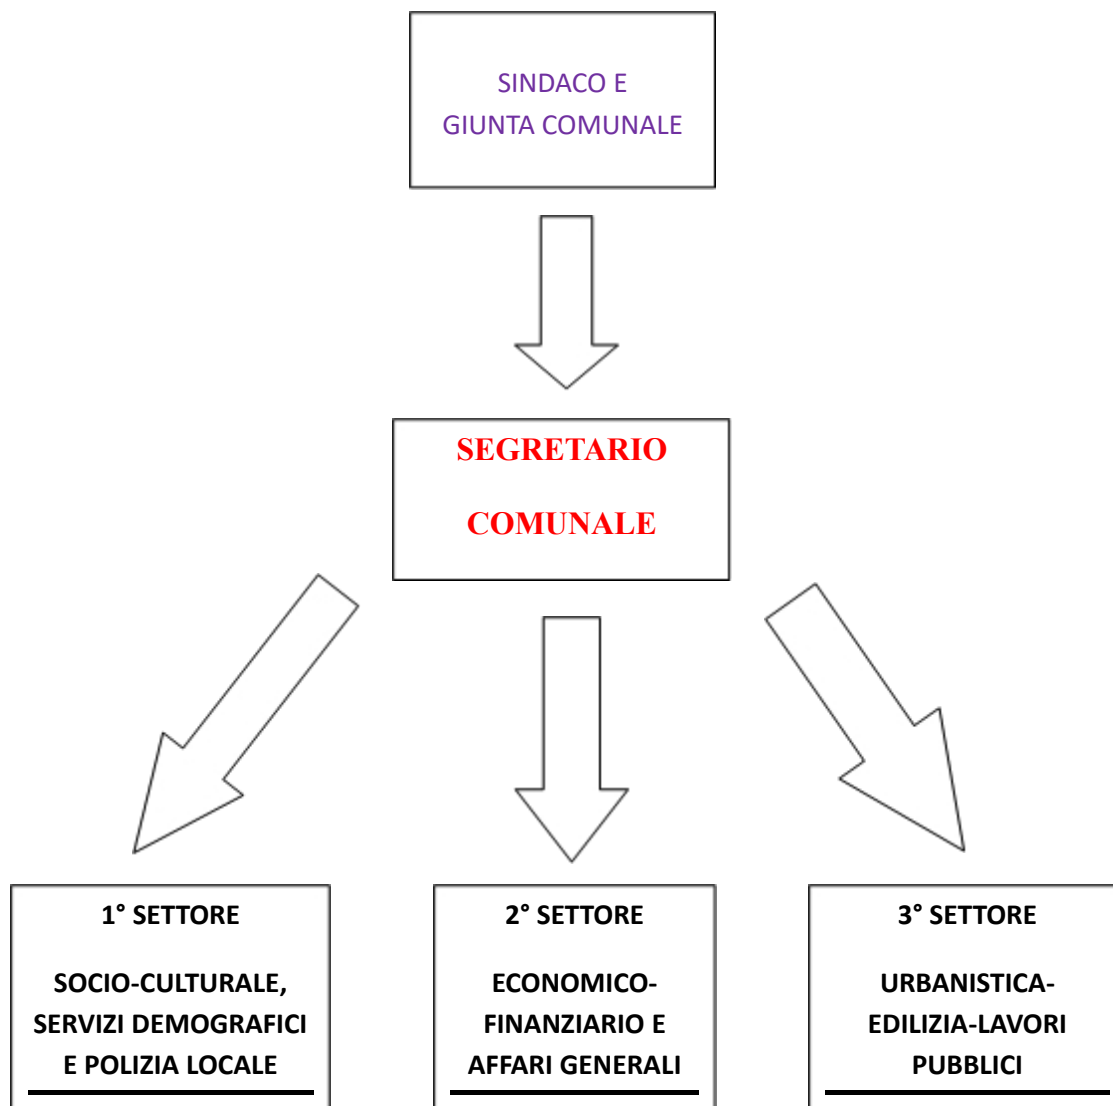 SINDACO E
GIUNTA COMUNALE
SEGRETARIO
COMUNALE
1° SETTORE
SOCIO-CULTURALE,
SERVIZI DEMOGRAFICI
E POLIZIA LOCALE
2° SETTORE
ECONOMICO-
FINANZIARIO E
AFFARI GENERALI
3° SETTORE
URBANISTICA-
EDILIZIA-LAVORI
PUBBLICI